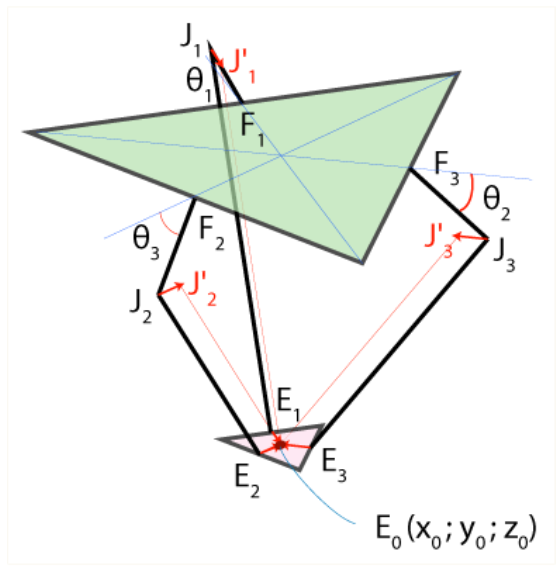 J₁
J'₁
θ₁
F₁
F₃
θ₂
F₂
θ₃
J'₃
J₃
J'₂
J₂
E₁
E₂
E₃
E₀(x₀; y₀; z₀)